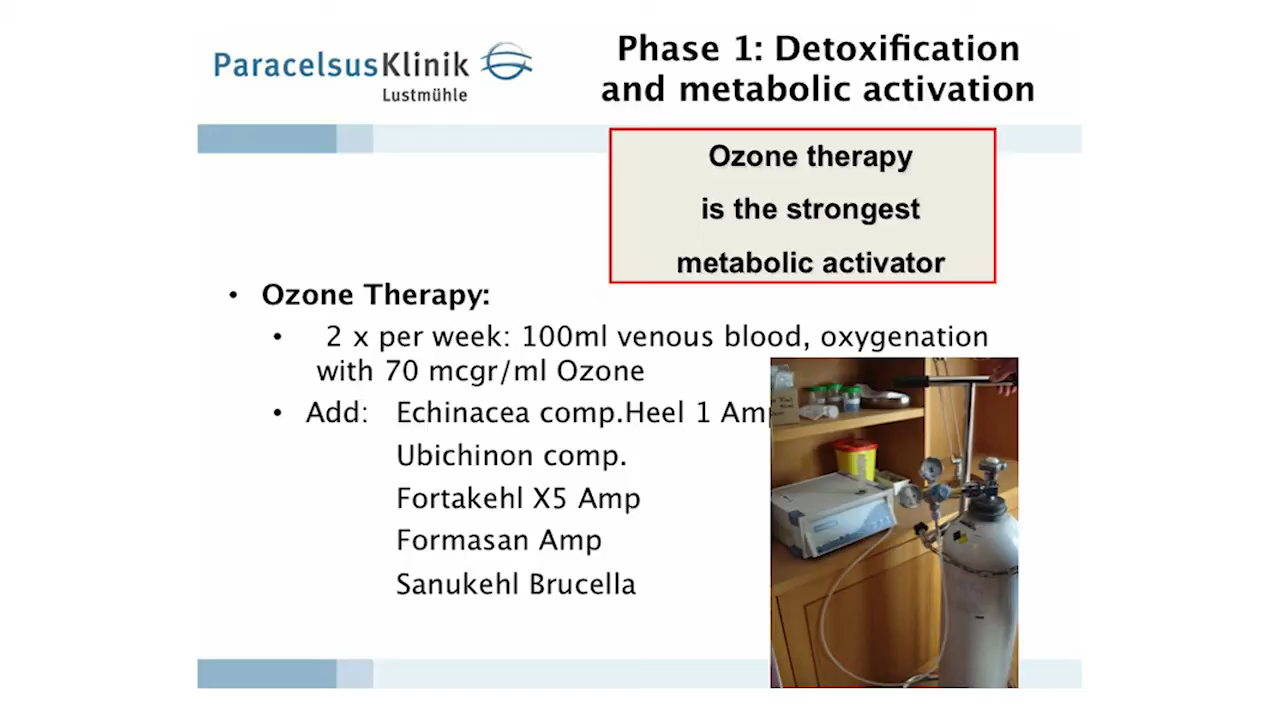 ParacelsusKlinik
Lustmühle
Phase 1: Detoxification
and metabolic activation
Ozone therapy
is the strongest
metabolic activator
• Ozone Therapy:
• 2 x per week: 100ml venous blood, oxygenation
with 70 mcgr/ml Ozone
• Add: Echinacea comp.Heel 1 Amp
Ubichinon comp.
Fortakehl X5 Amp
Formasan Amp
Sanukehl Brucella